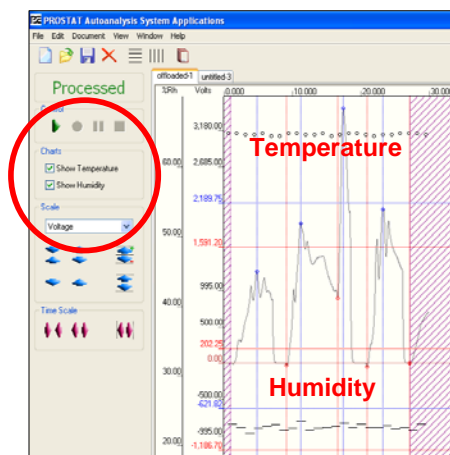 PROSTAT Autoanalysis System Applications
File Edit Document View Window Help
Processed
offloaded-1 untitled-3
%Rh Volts 0.000 10.000 20.000 30.000
Control
3,180.00
Temperature
Charts
60.00 2,685.00
Show Temperature
Show Humidity
2,189.75
Scale
Voltage
50.00
1,591.20
995.00
40.00
Time Scale
500.00
202.25
0.00
30.00
Humidity
-500.00
-621.82
-995.00
20.00
-1,186.70